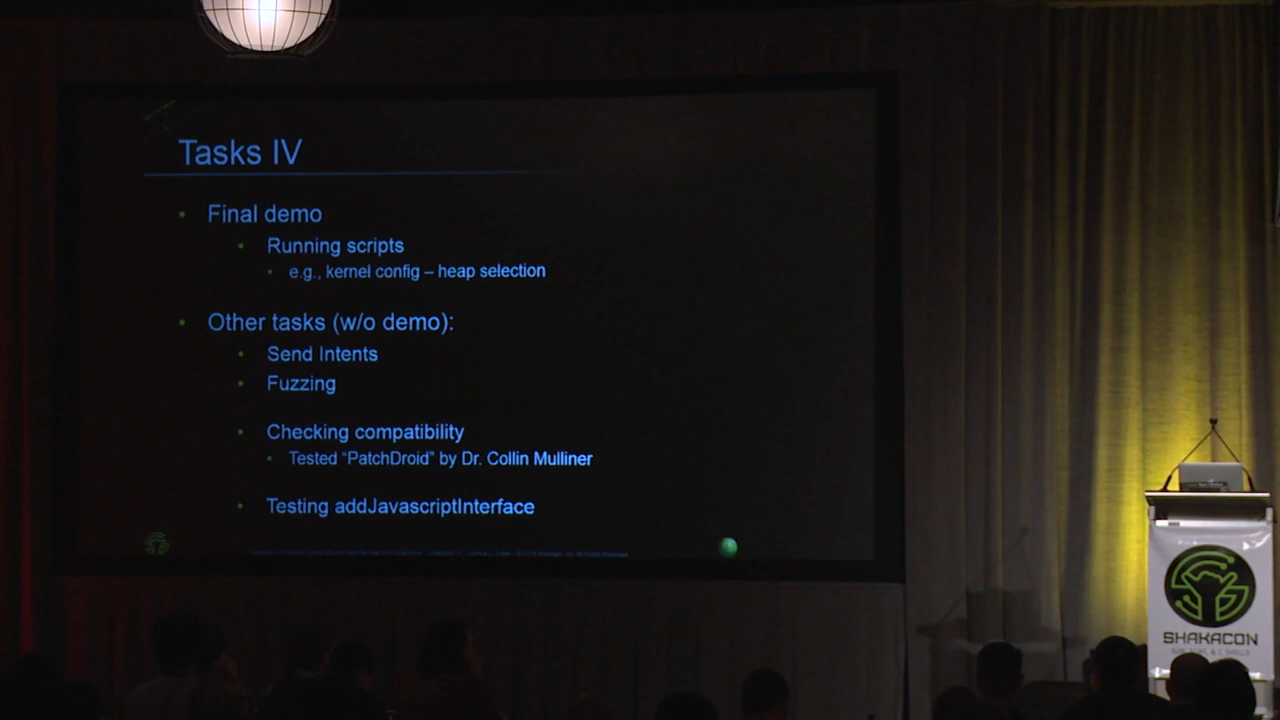 Tasks IV
Final demo
Running scripts
e.g., kernel config – heap selection
Other tasks (w/o demo):
Send Intents
Fuzzing
Checking compatibility
Tested “PatchDroid” by Dr. Collin Mulliner
Testing addJavascriptInterface
SHAKACON